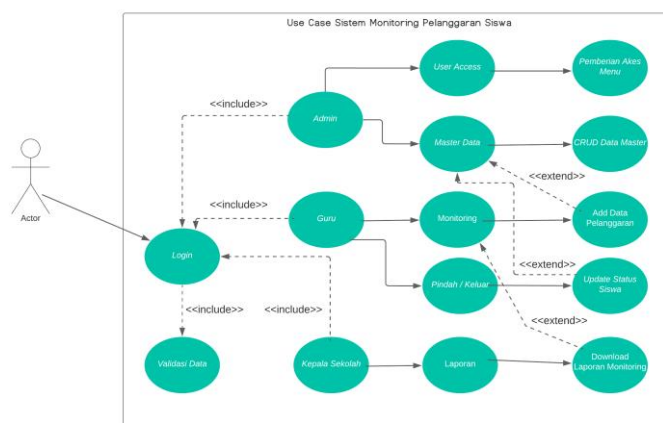 Use Case Sistem Monitoring Pelanggaran Siswa
User Access
Pemberian Akes
Menu
<<include>>
Admin
Master Data
CRUD Data Master
<<extend>>
Actor
<<include>>
Guru
Monitoring
Add Data
Pelanggaran
Login
<<extend>>
Pindah / Keluar
Update Status
Siswa
<<include>>
<<include>>
<<extend>>
Validasi Data
Kepala Sekolah
Laporan
Download
Laporan Monitoring